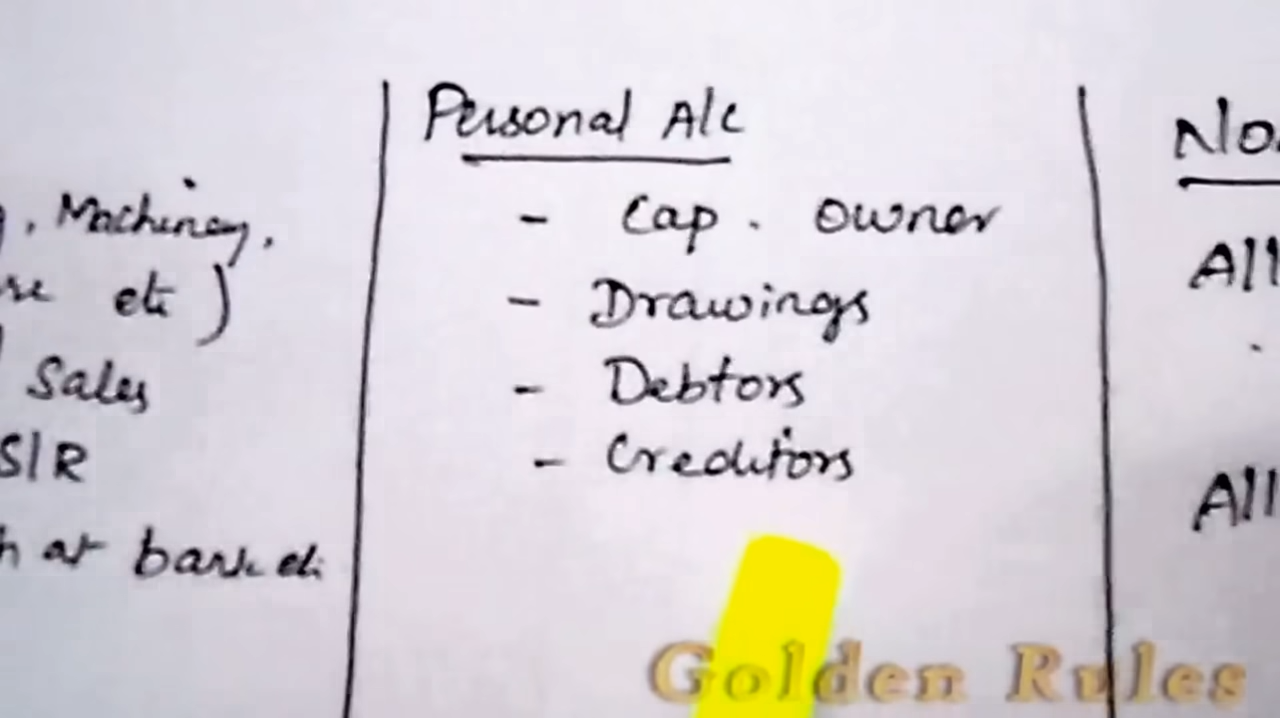 , Machinery,
etc )
Sales
S/R
at bank etc
Personal A/c
- Cap. Owner
- Drawings
- Debtors
- Creditors
All
All
Golden Rules